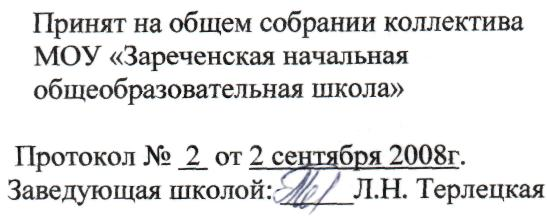 Принят на общем собрании коллектива
МОУ «Зареченская начальная
общеобразовательная школа»
Протокол № 2 от 2 сентября 2008г.
Заведующая школой: Л.Н. Терлецкая